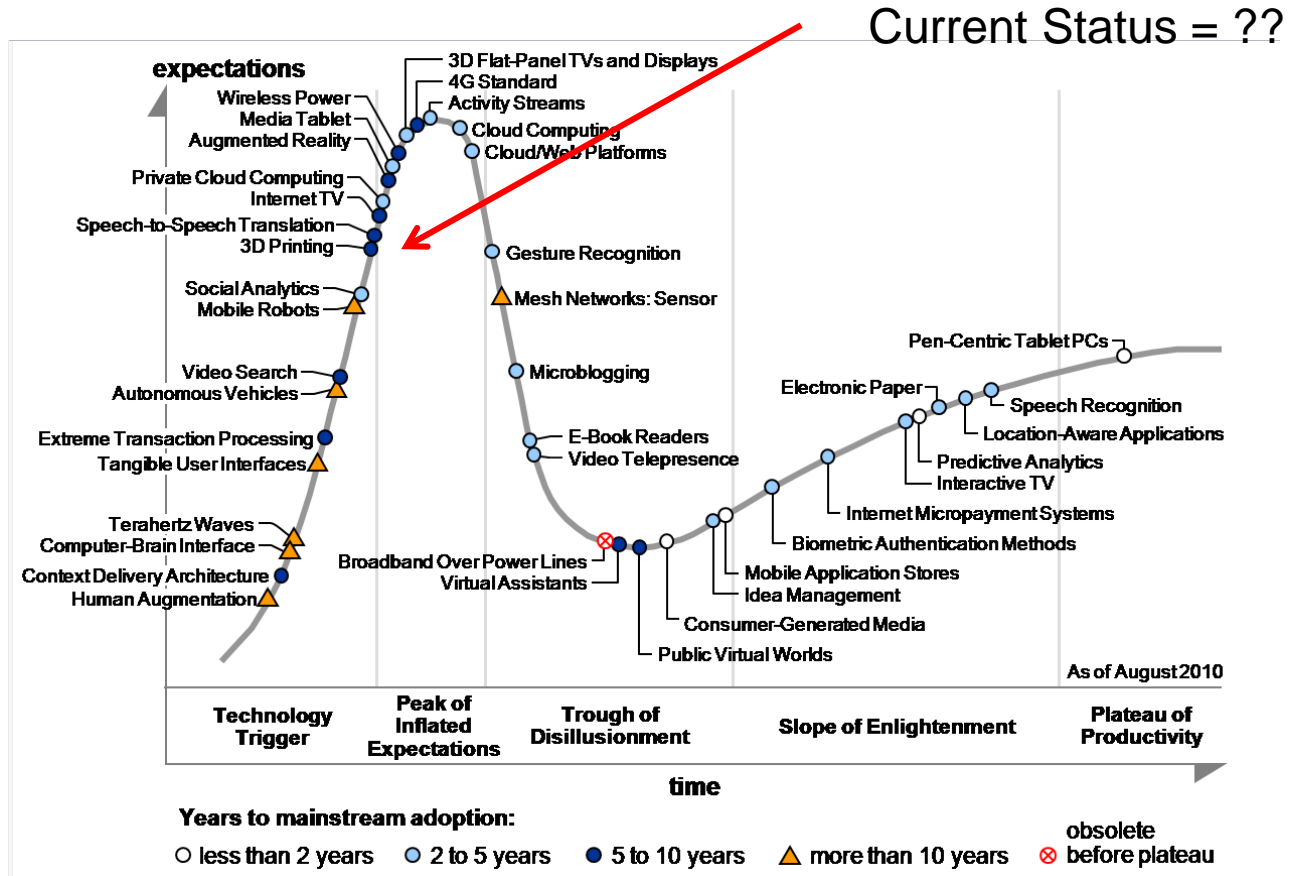 Current Status = ??
expectations
3D Flat-Panel TVs and Displays
4G Standard
Activity Streams
Wireless Power
Media Tablet
Augmented Reality
Cloud Computing
Cloud/Web Platforms
Private Cloud Computing
Internet TV
Speech-to-Speech Translation
3D Printing
Gesture Recognition
Social Analytics
Mobile Robots
Mesh Networks: Sensor
Pen-Centric Tablet PCs
Video Search
Autonomous Vehicles
Microblogging
Electronic Paper
Speech Recognition
Extreme Transaction Processing
Tangible User Interfaces
E-Book Readers
Video Telepresence
Location-Aware Applications
Predictive Analytics
Interactive TV
Internet Micropayment Systems
Terahertz Waves
Computer-Brain Interface
Context Delivery Architecture
Human Augmentation
Broadband Over Power Lines
Virtual Assistants
Biometric Authentication Methods
Mobile Application Stores
Idea Management
Consumer-Generated Media
Public Virtual Worlds
As of August 2010
Technology
Trigger
Peak of
Inflated
Expectations
Trough of
Disillusionment
Slope of Enlightenment
Plateau of
Productivity
time
Years to mainstream adoption:
less than 2 years
2 to 5 years
5 to 10 years
more than 10 years
obsolete
before plateau